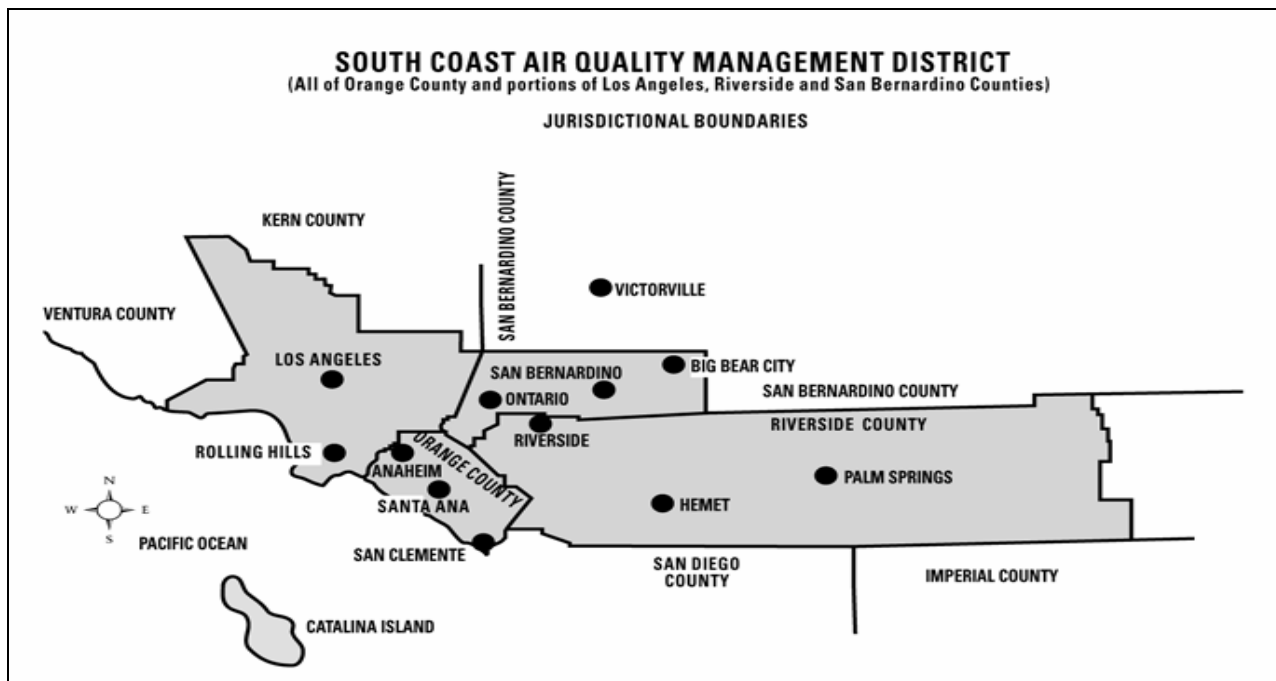 SOUTH COAST AIR QUALITY MANAGEMENT DISTRICT
(All of Orange County and portions of Los Angeles, Riverside and San Bernardino Counties)
JURISDICTIONAL BOUNDARIES
KERN COUNTY
SAN BERNARDINO COUNTY
VICTORVILLE
VENTURA COUNTY
LOS ANGELES
SAN BERNARDINO
BIG BEAR CITY
ONTARIO
SAN BERNARDINO COUNTY
RIVERSIDE COUNTY
RIVERSIDE
ROLLING HILLS
ANAHEIM
ORANGE COUNTY
PALM SPRINGS
SANTA ANA
HEMET
N
W E
S
PACIFIC OCEAN
SAN CLEMENTE
SAN DIEGO
COUNTY
IMPERIAL COUNTY
CATALINA ISLAND